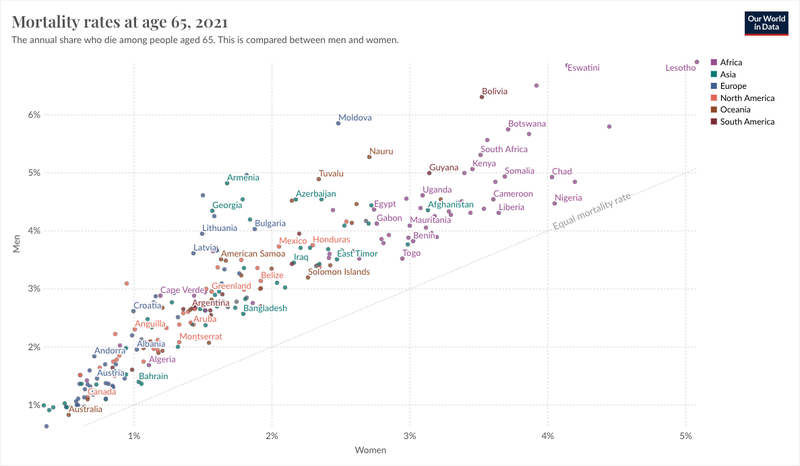 Mortality rates at age 65, 2021
The annual share who die among people aged 65. This is compared between men and women.
Our World
in Data
Africa
Asia
Europe
North America
Oceania
South America
Eswatini
Lesotho
Bolivia
6%
Moldova
Botswana
Nauru
South Africa
Kenya
5%
Guyana
Somalia
Chad
Tuvalu
Armenia
Uganda
Cameroon
Azerbaijan
Nigeria
Egypt
Afghanistan
Liberia
Georgia
Equal mortality rate
Gabon
Mauritania
Bulgaria
Lithuania
4%
Benin
Mexico
Honduras
Men
Latvia
American Samoa
Iraq
East Timor
Togo
Belize
Solomon Islands
3%
Cape Verde
Greenland
Argentina
Croatia
Bangladesh
Aruba
Anguilla
Montserrat
2%
Albania
Andorra
Algeria
Austria
Bahrain
Canada
1%
Australia
1%
2%
3%
4%
5%
Women